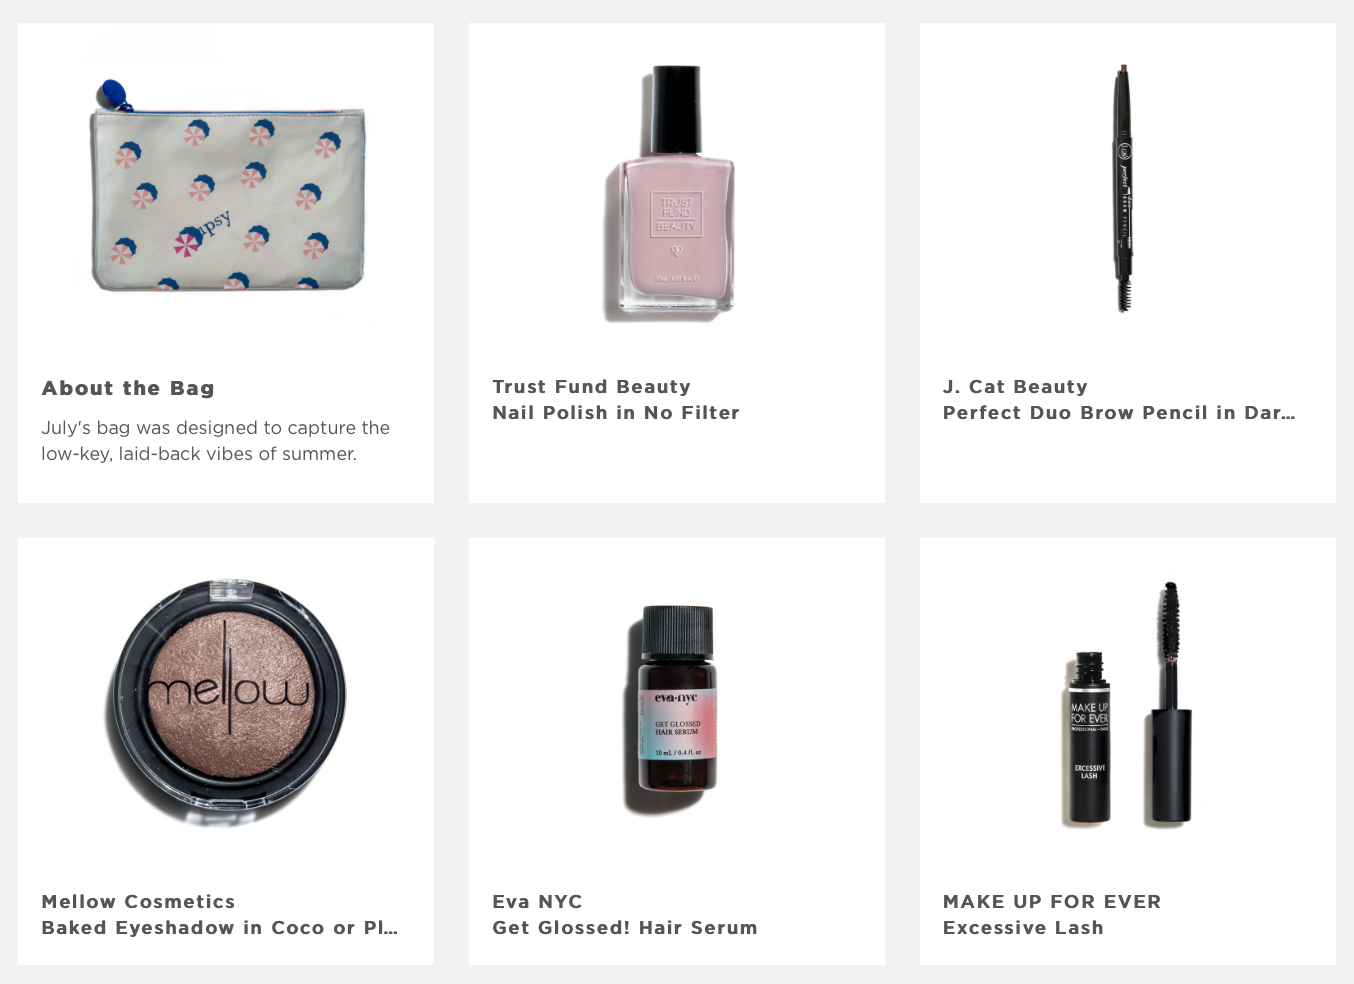 ipsy
About the Bag
July's bag was designed to capture the
low-key, laid-back vibes of summer.
TRUST
FUND
BEAUTY
Trust Fund Beauty
Nail Polish in No Filter
J. Cat Beauty
Perfect Duo Brow Pencil in Dar...
mellow
Mellow Cosmetics
Baked Eyeshadow in Coco or Pl...
eva·nyc
GET GLOSSED
HAIR SERUM
10 mL / 0.4 fl. oz
Eva NYC
Get Glossed! Hair Serum
MAKE UP
FOR EVER
PROFESSIONAL - PARIS
EXCESSIVE
LASH
MAKE UP FOR EVER
Excessive Lash